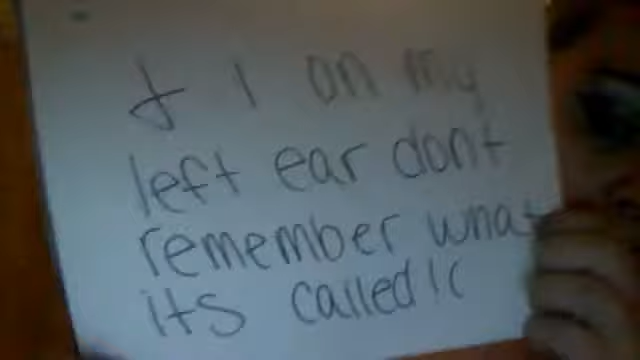 & 1 on my
left ear dont
remember what
its called!(